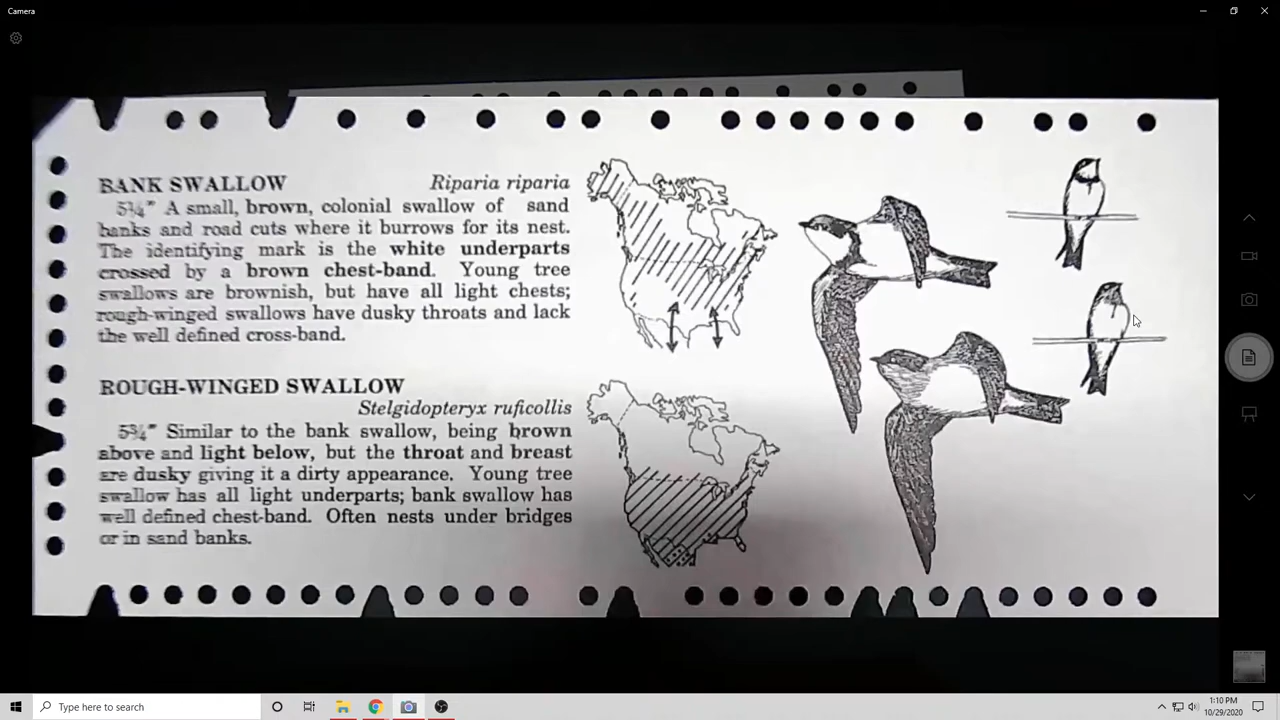 Camera
BANK SWALLOW Riparia riparia
5¼" A small, brown, colonial swallow of sand
banks and road cuts where it burrows for its nest.
The identifying mark is the white underparts
crossed by a brown chest-band. Young tree
swallows are brownish, but have all light chests;
rough-winged swallows have dusky throats and lack
the well defined cross-band.
ROUGH-WINGED SWALLOW
Stelgidopteryx ruficollis
5¾" Similar to the bank swallow, being brown
above and light below, but the throat and breast
are dusky giving it a dirty appearance. Young tree
swallow has all light underparts; bank swallow has
well defined chest-band. Often nests under bridges
or in sand banks.
Type here to search
1:10 PM
10/29/2020